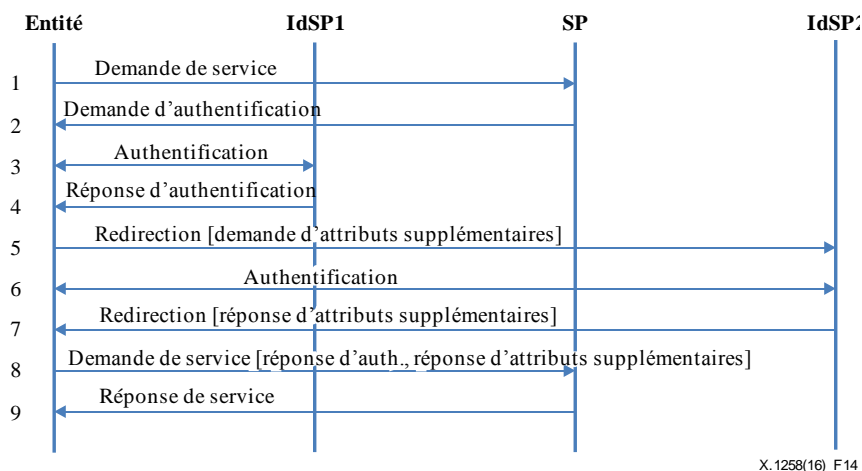 Entité IdSP1 SP IdSP2
1 Demande de service
2 Demande d'authentification
3 Authentification
4 Réponse d'authentification
5 Redirection [demande d'attributs supplémentaires]
6 Authentification
7 Redirection [réponse d'attributs supplémentaires]
8 Demande de service [réponse d'auth., réponse d'attributs supplémentaires]
9 Réponse de service
X.1258(16)_F14